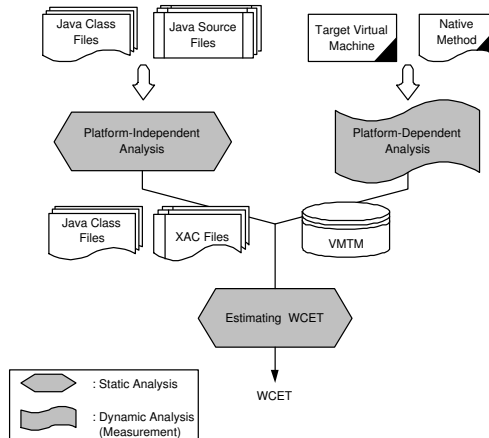 Java Class
Files
Java Source
Files
Target Virtual
Machine
Native
Method
Platform-Independent
Analysis
Platform-Dependent
Analysis
Java Class
Files
XAC Files
VMTM
Estimating WCET
WCET
: Static Analysis
: Dynamic Analysis
(Measurement)